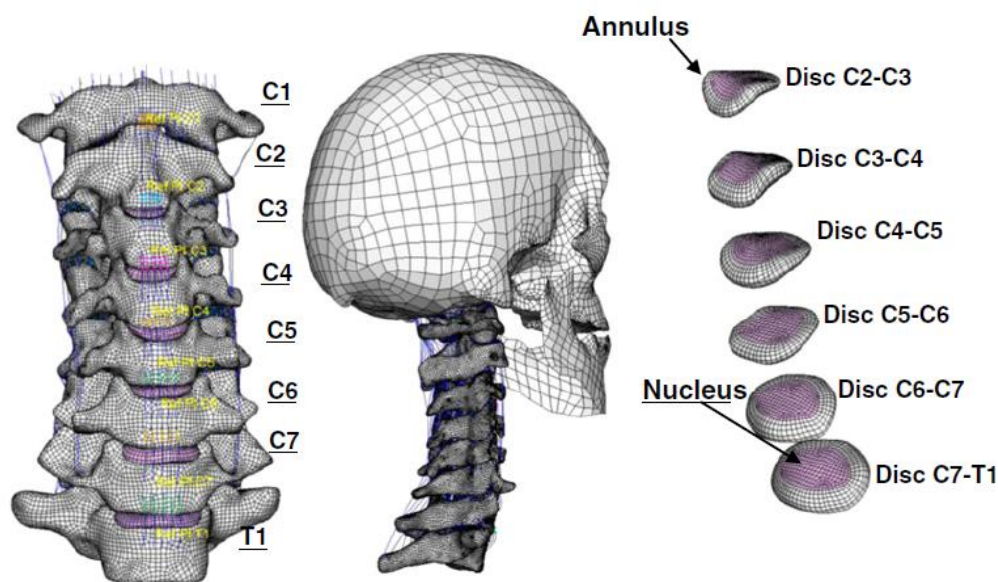 C1
C2
C3
C4
C5
C6
C7
T1
Annulus
Disc C2-C3
Disc C3-C4
Disc C4-C5
Disc C5-C6
Disc C6-C7
Nucleus
Disc C7-T1